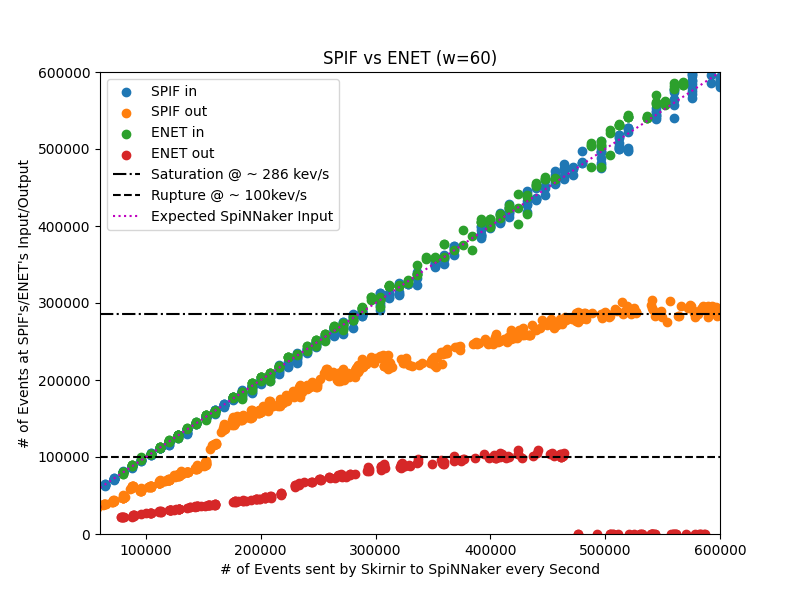 SPIF vs ENET (w=60)
600000
500000
400000
300000
200000
100000
0
# of Events at SPIF's/ENET's Input/Output
SPIF in
SPIF out
ENET in
ENET out
Saturation @ ~ 286 kev/s
Rupture @ ~ 100kev/s
Expected SpiNNaker Input
100000 200000 300000 400000 500000 600000
# of Events sent by Skirnir to SpiNNaker every Second